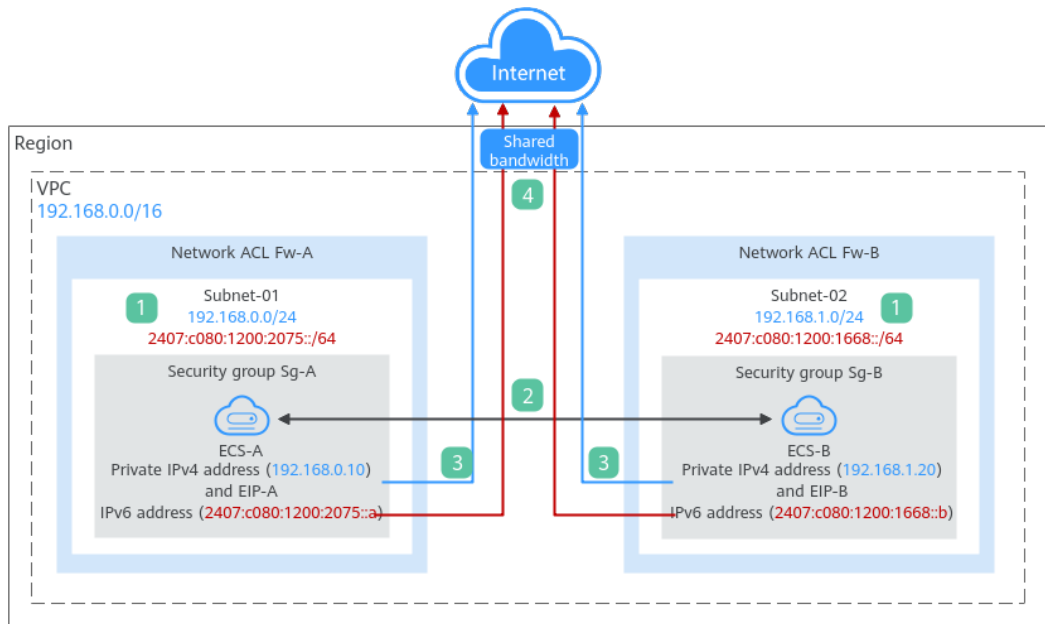 Internet
Shared
bandwidth
Region
VPC
192.168.0.0/16
4
Network ACL Fw-A
1
Subnet-01
192.168.0.0/24
2407:c080:1200:2075::/64
Security group Sg-A
ECS-A
Private IPv4 address (192.168.0.10)
and EIP-A
IPv6 address (2407:c080:1200:2075::a)
2
3
3
Network ACL Fw-B
Subnet-02
1
192.168.1.0/24
2407:c080:1200:1668::/64
Security group Sg-B
ECS-B
Private IPv4 address (192.168.1.20)
and EIP-B
IPv6 address (2407:c080:1200:1668::b)